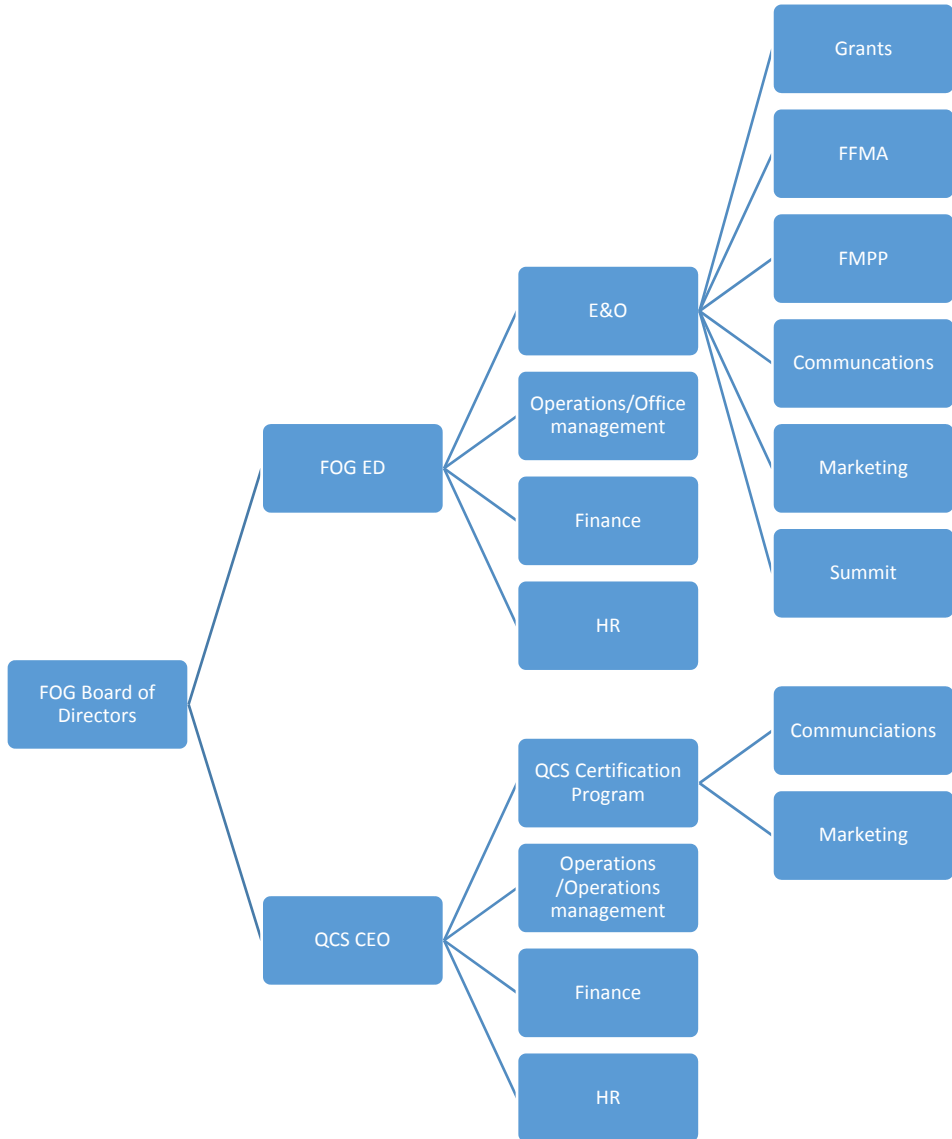 Grants
FFMA
FMPP
Communcations
Marketing
Summit
E&O
Operations/Office
management
Finance
HR
FOG ED
FOG Board of
Directors
QCS CEO
QCS Certification
Program
Operations
/Operations
management
Finance
HR
Communciations
Marketing